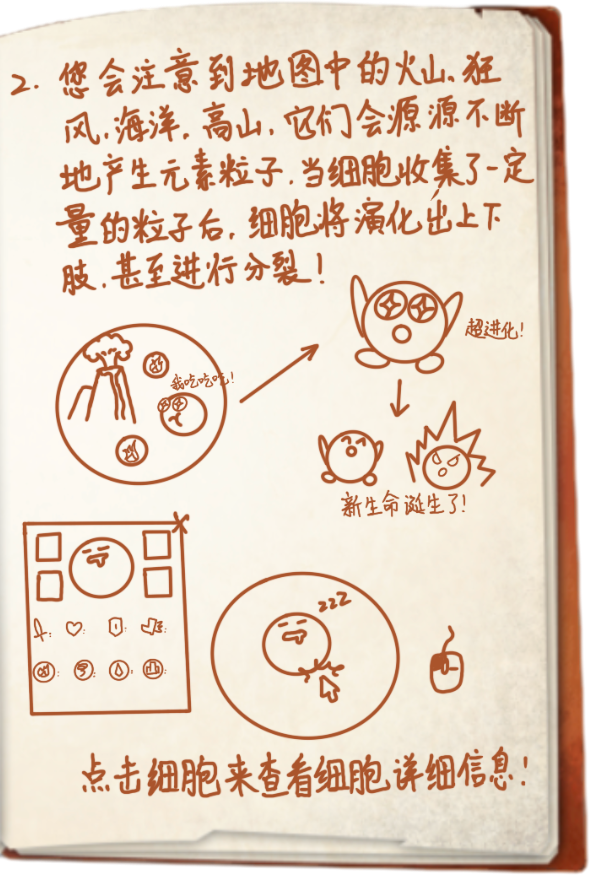 2. 您会注意到地图中的火山、狂
风、海洋、高山，它们会源源不断
地产生元素粒子.当细胞收集了一定
量的粒子后，细胞将演化出上下
肢，甚至进行分裂！
超进化！
我吃吃吃！
新生命诞生了！
zzz
点击细胞来查看细胞详细信息！